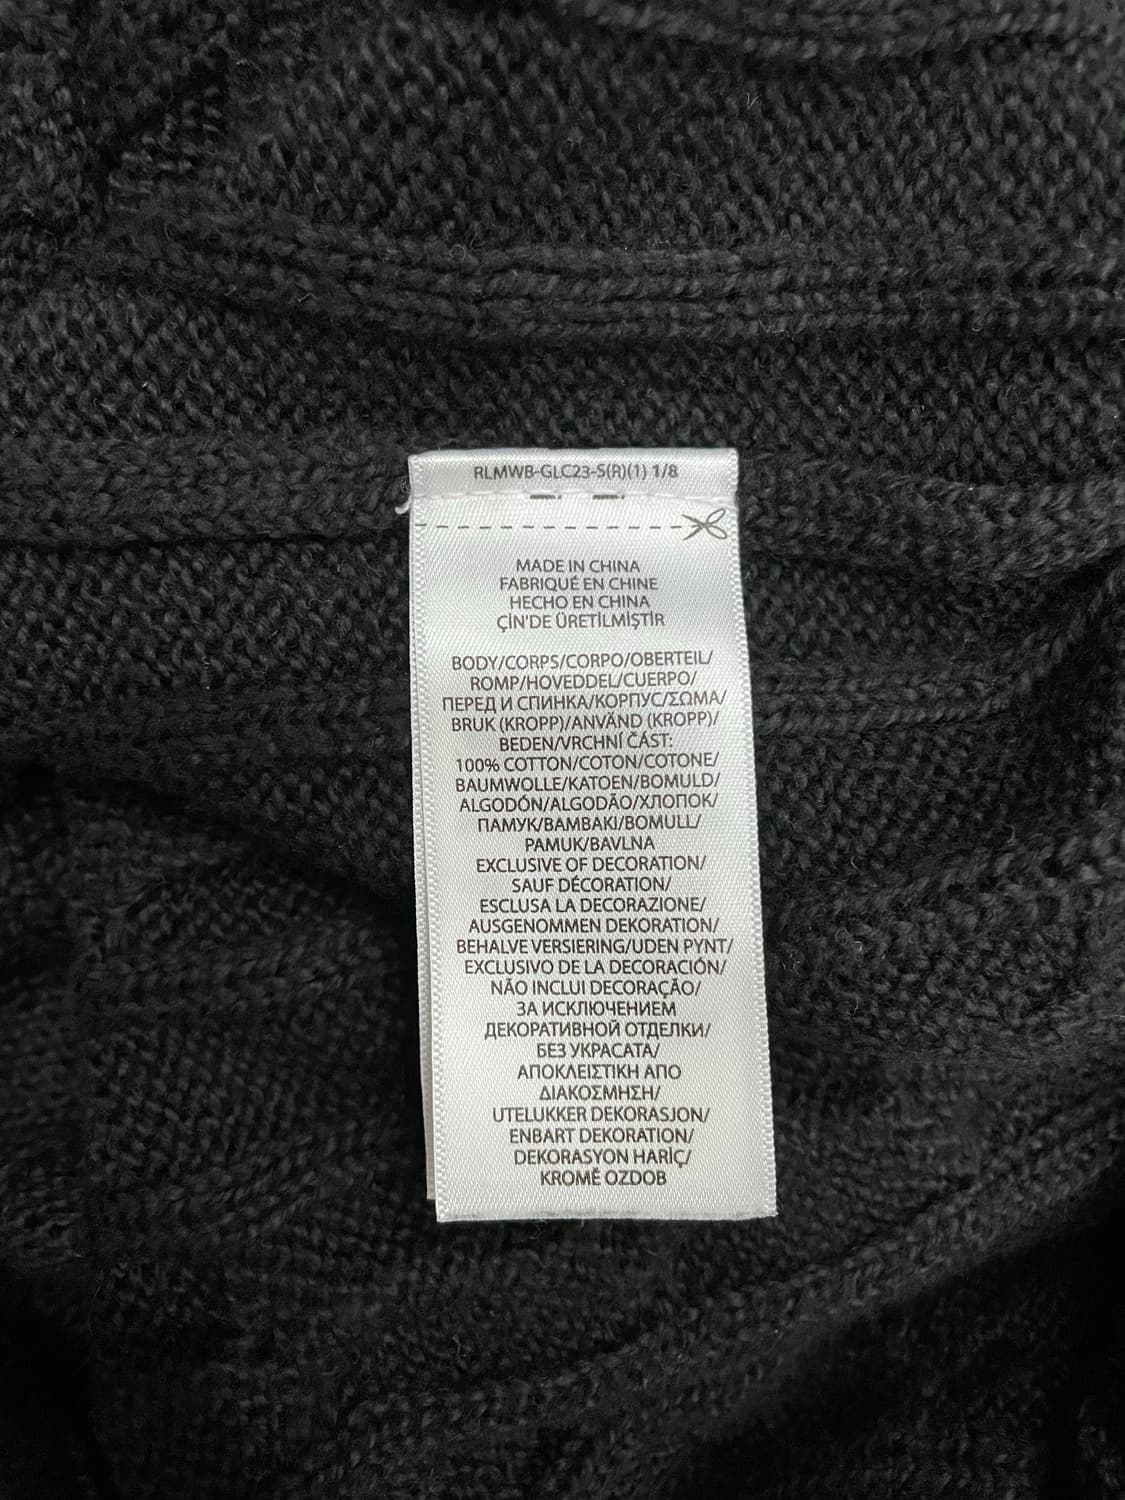 RLMWB-GLC23-S(R)(1) 1/8
MADE IN CHINA
FABRIQUÉ EN CHINE
HECHO EN CHINA
ÇİN'DE ÜRETİLMİŞTİR
BODY/CORPS/CORPO/OBERTEIL/
ROMP/HOVEDDEL/CUERPO/
ПЕРЕД И СПИНКА/КОРПУС/ΣΩΜΑ/
BRUK (KROPP)/ANVÄND (KROPP)/
BEDEN/VRCHNÍ ČÁST:
100% COTTON/COTON/COTONE/
BAUMWOLLE/KATOEN/BOMULD/
ALGODÓN/ALGODÃO/ХЛОПОК/
ПАМУК/ΒΑΜΒΑΚΙ/BOMULL/
PAMUK/BAVLNA
EXCLUSIVE OF DECORATION/
SAUF DÉCORATION/
ESCLUSA LA DECORAZIONE/
AUSGENOMMEN DEKORATION/
BEHALVE VERSIERING/UDEN PYNT/
EXCLUSIVO DE LA DECORACIÓN/
NÃO INCLUI DECORAÇÃO/
ЗА ИСКЛЮЧЕНИЕМ
ДЕКОРАТИВНОЙ ОТДЕЛКИ/
БЕЗ УКРАСАТА/
ΑΠΟΚΛΕΙΣΤΙΚΗ ΑΠΟ
ΔΙΑΚΟΣΜΗΣΗ/
UTELUKKER DEKORASJON/
ENBART DEKORATION/
DEKORASYON HARİÇ/
KROMĚ OZDOB